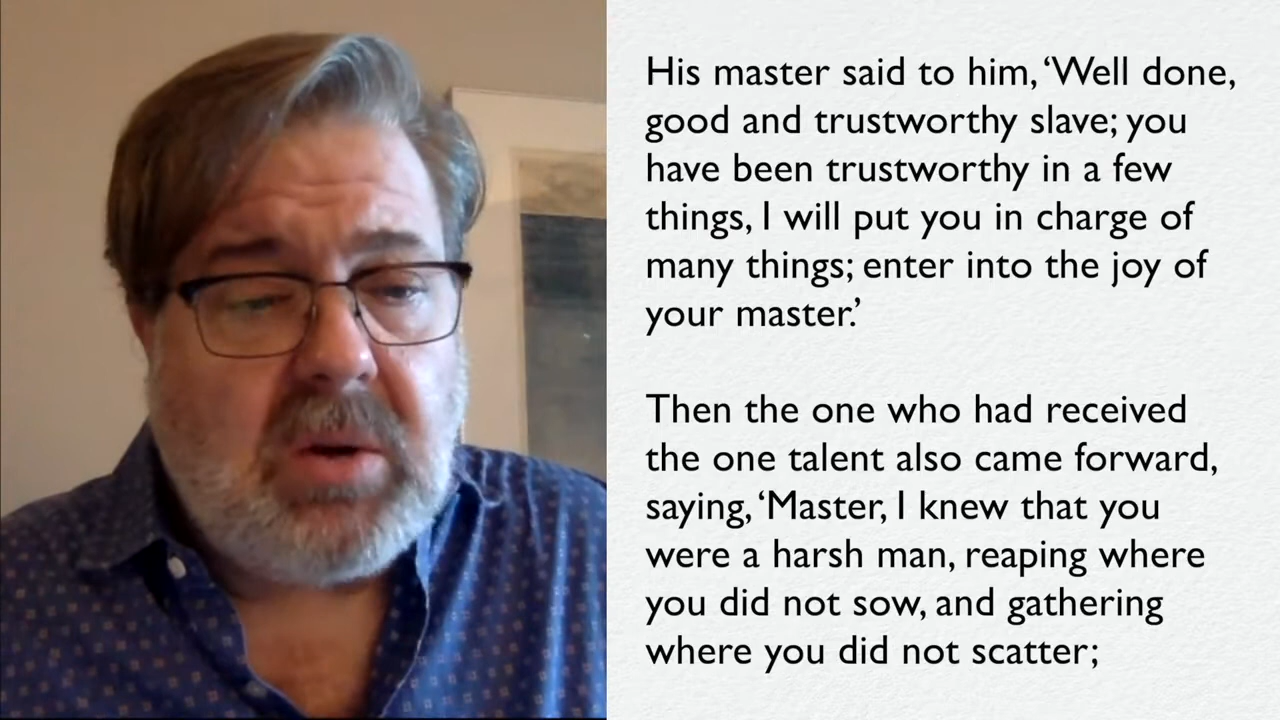 His master said to him, ‘Well done,
good and trustworthy slave; you
have been trustworthy in a few
things, I will put you in charge of
many things; enter into the joy of
your master.’
Then the one who had received
the one talent also came forward,
saying, ‘Master, I knew that you
were a harsh man, reaping where
you did not sow, and gathering
where you did not scatter;